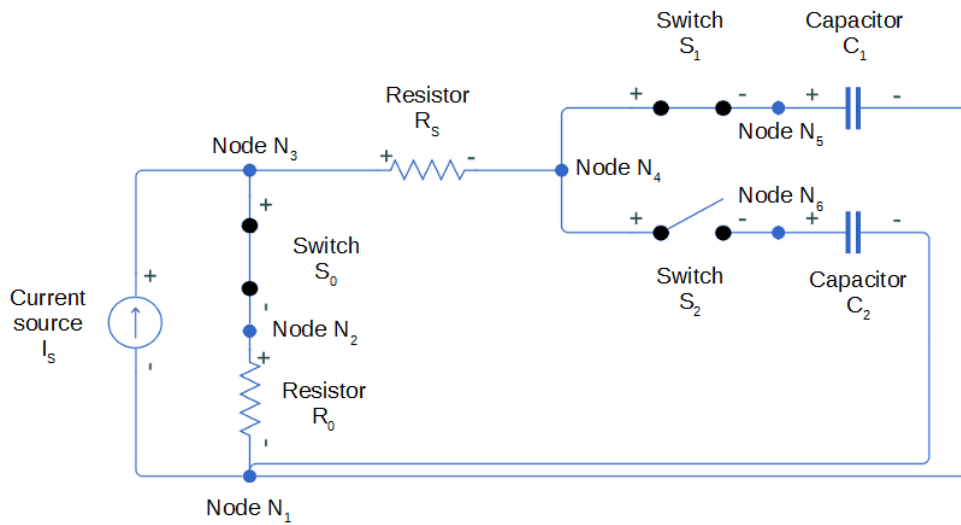 Switch
S₁
Capacitor
C₁
+ -
+ -
Node N₅
Resistor
Rₛ
+ -
Node N₃
Node N₄
+
Switch
S₀
-
Node N₂
+
Resistor
R₀
-
+
Current
source
Iₛ
-
Node N₆
+ -
+ -
Switch
S₂
Capacitor
C₂
Node N₁